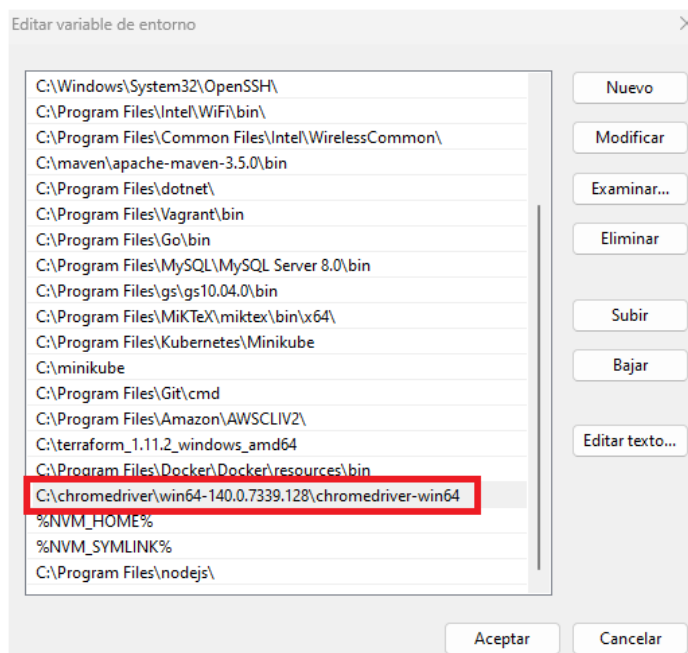 Editar variable de entorno
C:\Windows\System32\OpenSSH\
C:\Program Files\Intel\WiFi\bin\
C:\Program Files\Common Files\Intel\WirelessCommon\
C:\maven\apache-maven-3.5.0\bin
C:\Program Files\dotnet\
C:\Program Files\Vagrant\bin
C:\Program Files\Go\bin
C:\Program Files\MySQL\MySQL Server 8.0\bin
C:\Program Files\gs\gs10.04.0\bin
C:\Program Files\MiKTeX\miktex\bin\x64\
C:\Program Files\Kubernetes\Minikube
C:\minikube
C:\Program Files\Git\cmd
C:\Program Files\Amazon\AWSCLIV2\
C:\terraform_1.11.2_windows_amd64
C:\Program Files\Docker\Docker\resources\bin
C:\chromedriver\win64-140.0.7339.128\chromedriver-win64
%NVM_HOME%
%NVM_SYMLINK%
C:\Program Files\nodejs\
Nuevo
Modificar
Examinar...
Eliminar
Subir
Bajar
Editar texto...
Aceptar
Cancelar